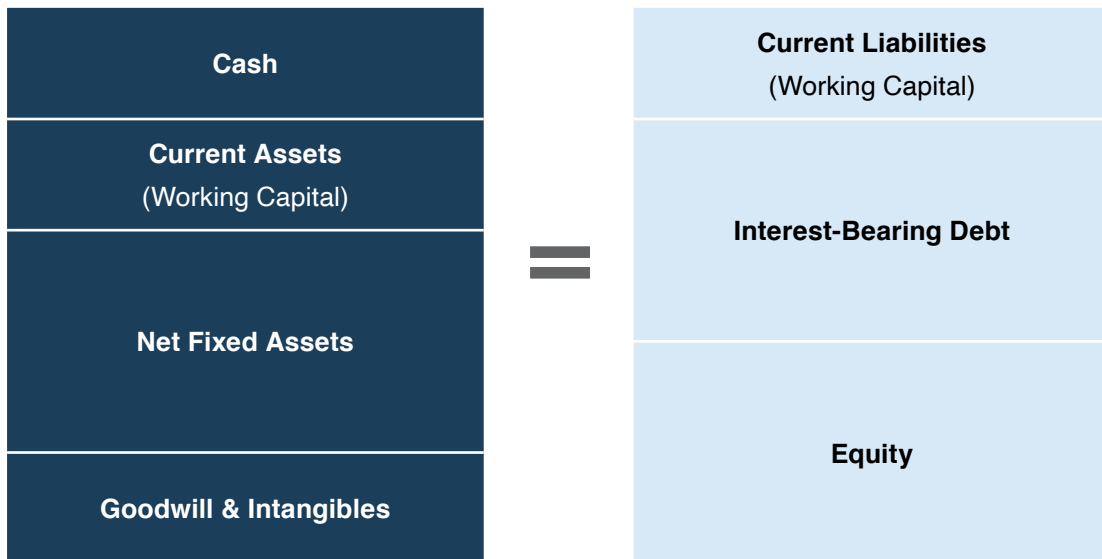 Cash
Current Assets
(Working Capital)
Net Fixed Assets
Goodwill & Intangibles
=
Current Liabilities
(Working Capital)
Interest-Bearing Debt
Equity